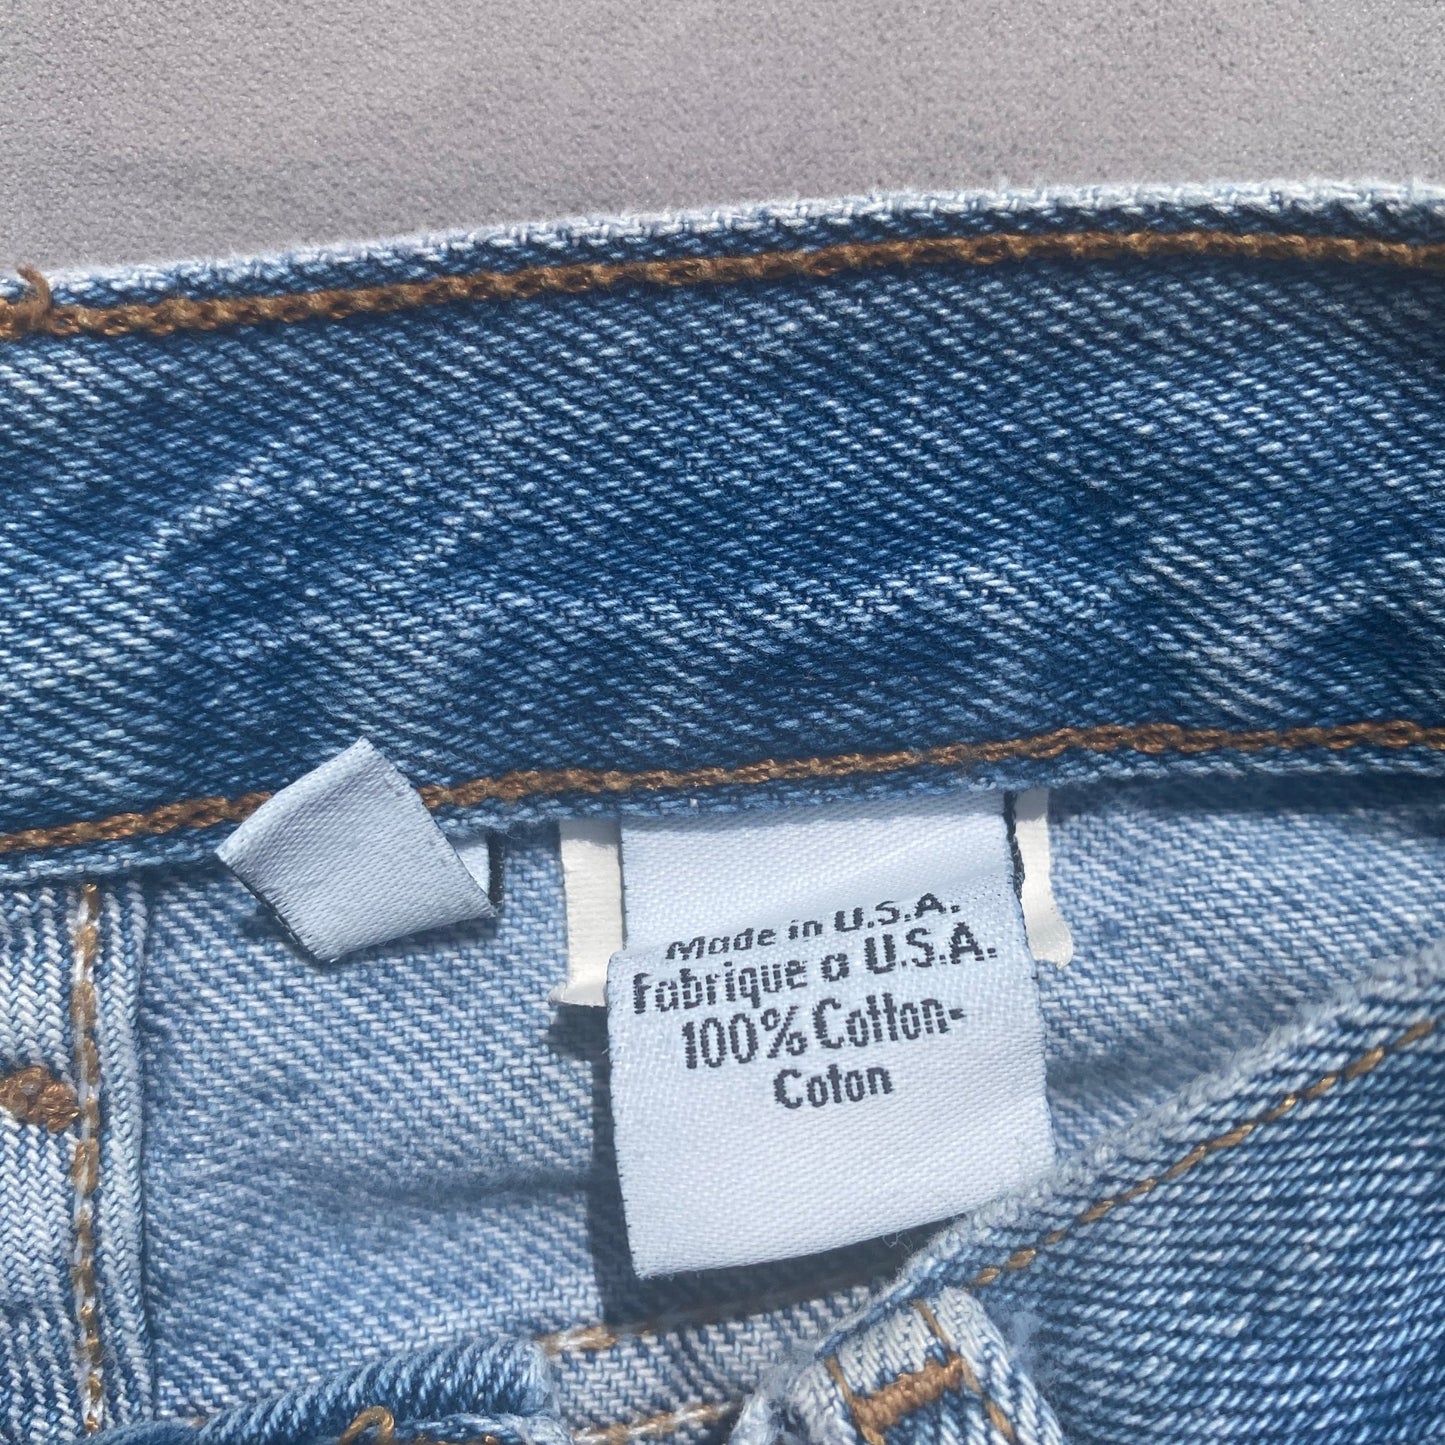 Made in U.S.A.
Fabrique a U.S.A.
100% Cotton-
Coton